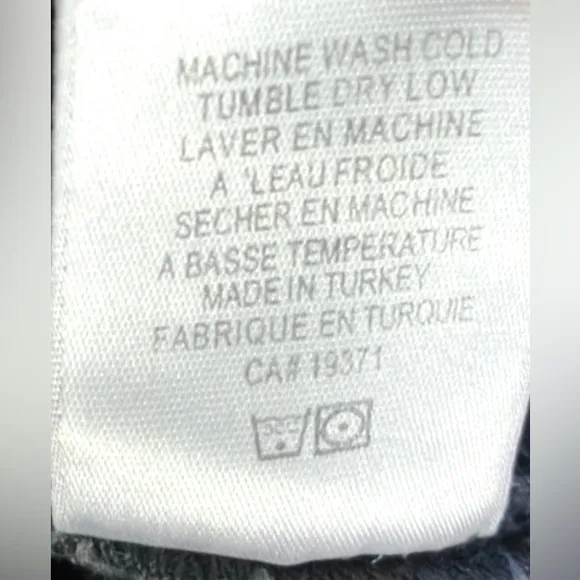 MACHINE WASH COLD
TUMBLE DRY LOW
LAVER EN MACHINE
A 'LEAU FROIDE
SECHER EN MACHINE
A BASSE TEMPERATURE
MADE IN TURKEY
FABRIQUE EN TURQUIE
CA# 19371